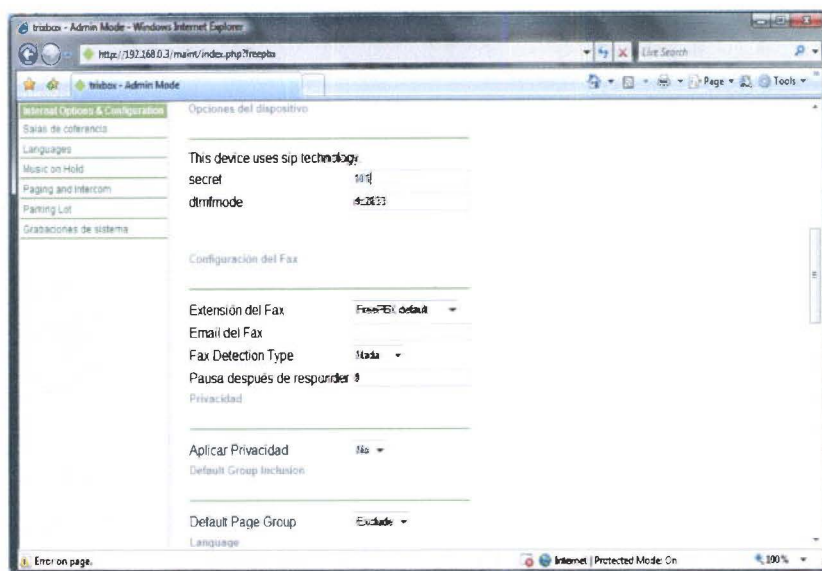 trixbox - Admin Mode - Windows Internet Explorer
http://192.168.0.3/maint/index.php?freepbx
Live Search
trixbox - Admin Mode
Page
Tools
Internal Options & Configuration
Salas de coferencia
Languages
Music on Hold
Paging and Intercom
Parking Lot
Grabaciones de sistema
Opciones del dispositivo
This device uses sip technology.
secret
dtmfmode
Configuración del Fax
Extensión del Fax FreePBX default
Email del Fax
Fax Detection Type Nada
Pausa después de responder
Privacidad
Aplicar Privacidad No
Default Group Inclusion
Default Page Group Exclude
Language
Error on page.
Internet | Protected Mode: On
100%